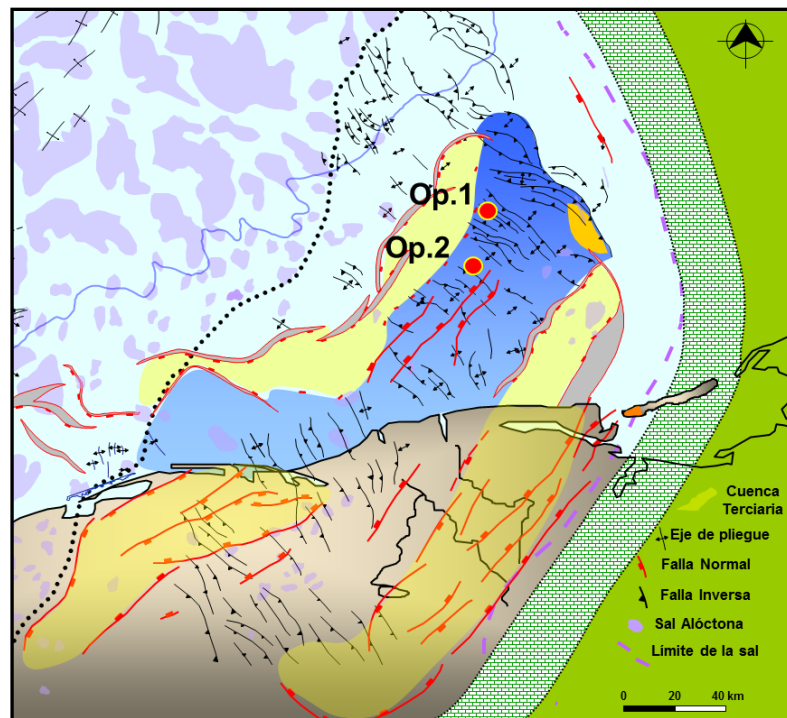 Op.1
Op.2
Cuenca
Terciaria
Eje de pliegue
Falla Normal
Falla Inversa
Sal Alóctona
Límite de la sal
0 20 40 km